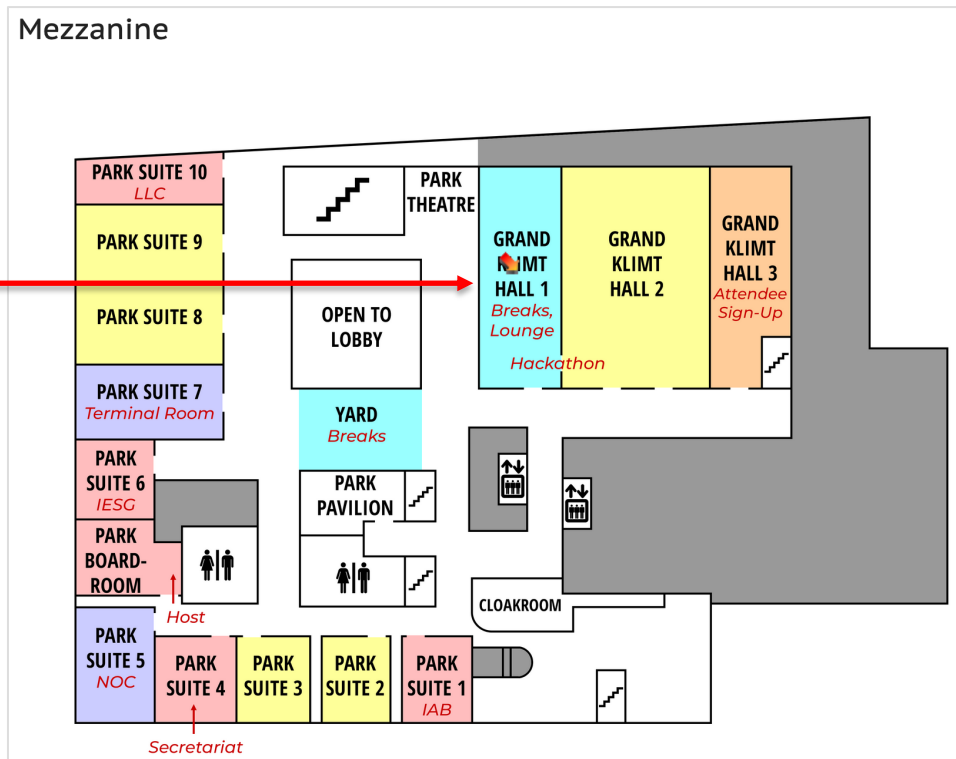 Mezzanine
PARK SUITE 10
LLC
PARK SUITE 9
PARK SUITE 8
PARK SUITE 7
Terminal Room
PARK
SUITE 6
IESG
PARK
BOARD-
ROOM
Host
PARK
SUITE 5
NOC
PARK
SUITE 4
Secretariat
PARK
SUITE 3
PARK
SUITE 2
PARK
SUITE 1
IAB
PARK
THEATRE
OPEN TO
LOBBY
YARD
Breaks
PARK
PAVILION
GRAND
KLIMT
HALL 1
Breaks,
Lounge
Hackathon
GRAND
KLIMT
HALL 2
GRAND
KLIMT
HALL 3
Attendee
Sign-Up
CLOAKROOM